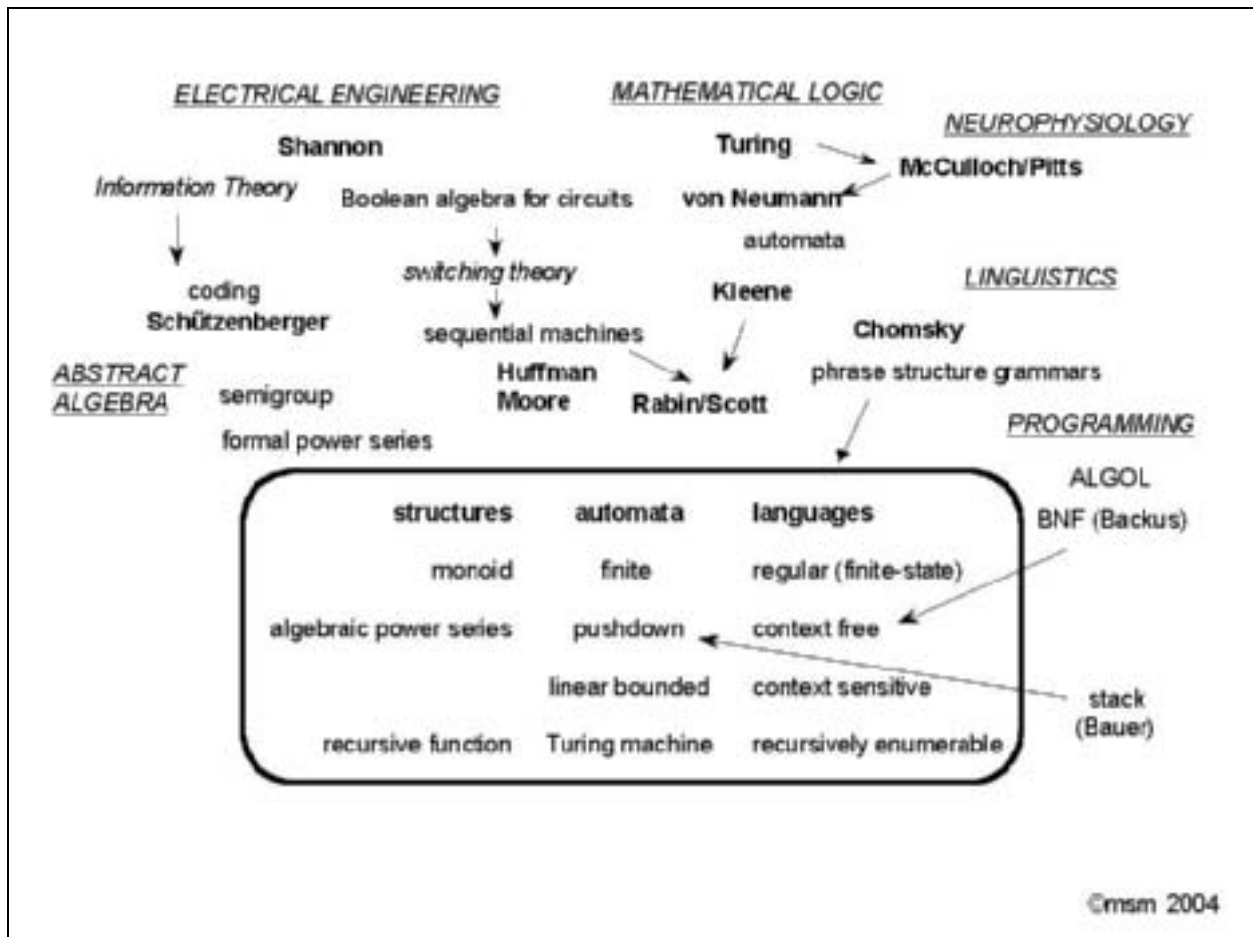 ELECTRICAL ENGINEERING
MATHEMATICAL LOGIC
NEUROPHYSIOLOGY
Shannon
Turing
McCulloch/Pitts
Information Theory
Boolean algebra for circuits
von Neumann
automata
switching theory
LINGUISTICS
coding
Schützenberger
Kleene
sequential machines
Chomsky
ABSTRACT
ALGEBRA
Huffman
Moore
phrase structure grammars
semigroup
Rabin/Scott
formal power series
PROGRAMMING
ALGOL
BNF (Backus)
structures automata languages
monoid finite regular (finite-state)
algebraic power series pushdown context free
linear bounded context sensitive
stack
(Bauer)
recursive function Turing machine recursively enumerable
©msm 2004